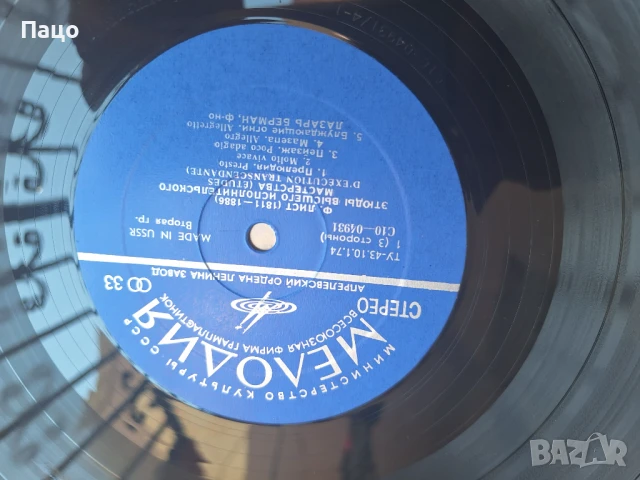 Пацо
МИНИСТЕРСТВО КУЛЬТУРЫ СССР
МЕЛОДИЯ
ВСЕСОЮЗНАЯ ФИРМА ГРАМПЛАСТИНОК
СТЕРЕО
33
АПРЕЛЕВСКИЙ ОРДЕНА ЛЕНИНА ЗАВОД
ТУ-43.10.1.74
MADE IN USSR
1 (3 стороны)
Вторая гр.
С10—04931
Ф. ЛИСТ (1811—1886)
ЭТЮДЫ ВЫСШЕГО ИСПОЛНИТЕЛЬСКОГО
МАСТЕРСТВА (ETUDES
D'EXECUTION TRANSCENDANTE)
1. Прелюдия. Presto
2. Molto vivace
3. Пейзаж. Poco adagio
4. Мазепа. Allegro
5. Блуждающие огни. Allegretto
ЛАЗАРЬ БЕРМАН, ф-но
BAZAR